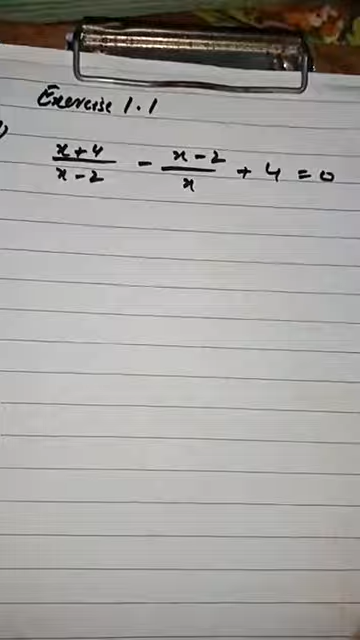 Exercise 1.1
x+4/x-2 - x-2/x + 4 = 0